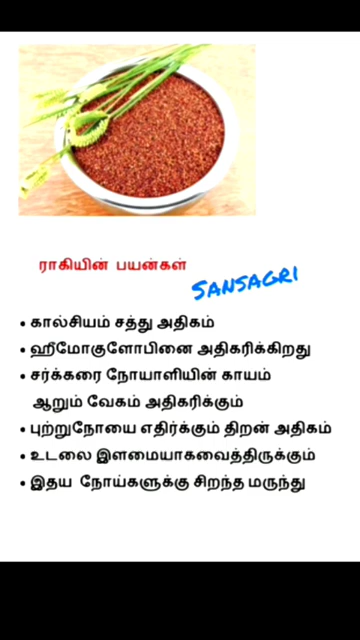 ராகியின் பயன்கள்
SANSAGRI
• கால்சியம் சத்து அதிகம்
• ஹீமோகுளோபினை அதிகரிக்கிறது
• சர்க்கரை நோயாளியின் காயம்
ஆறும் வேகம் அதிகரிக்கும்
• புற்றுநோயை எதிர்க்கும் திறன் அதிகம்
• உடலை இளமையாகவைத்திருக்கும்
• இதய நோய்களுக்கு சிறந்த மருந்து